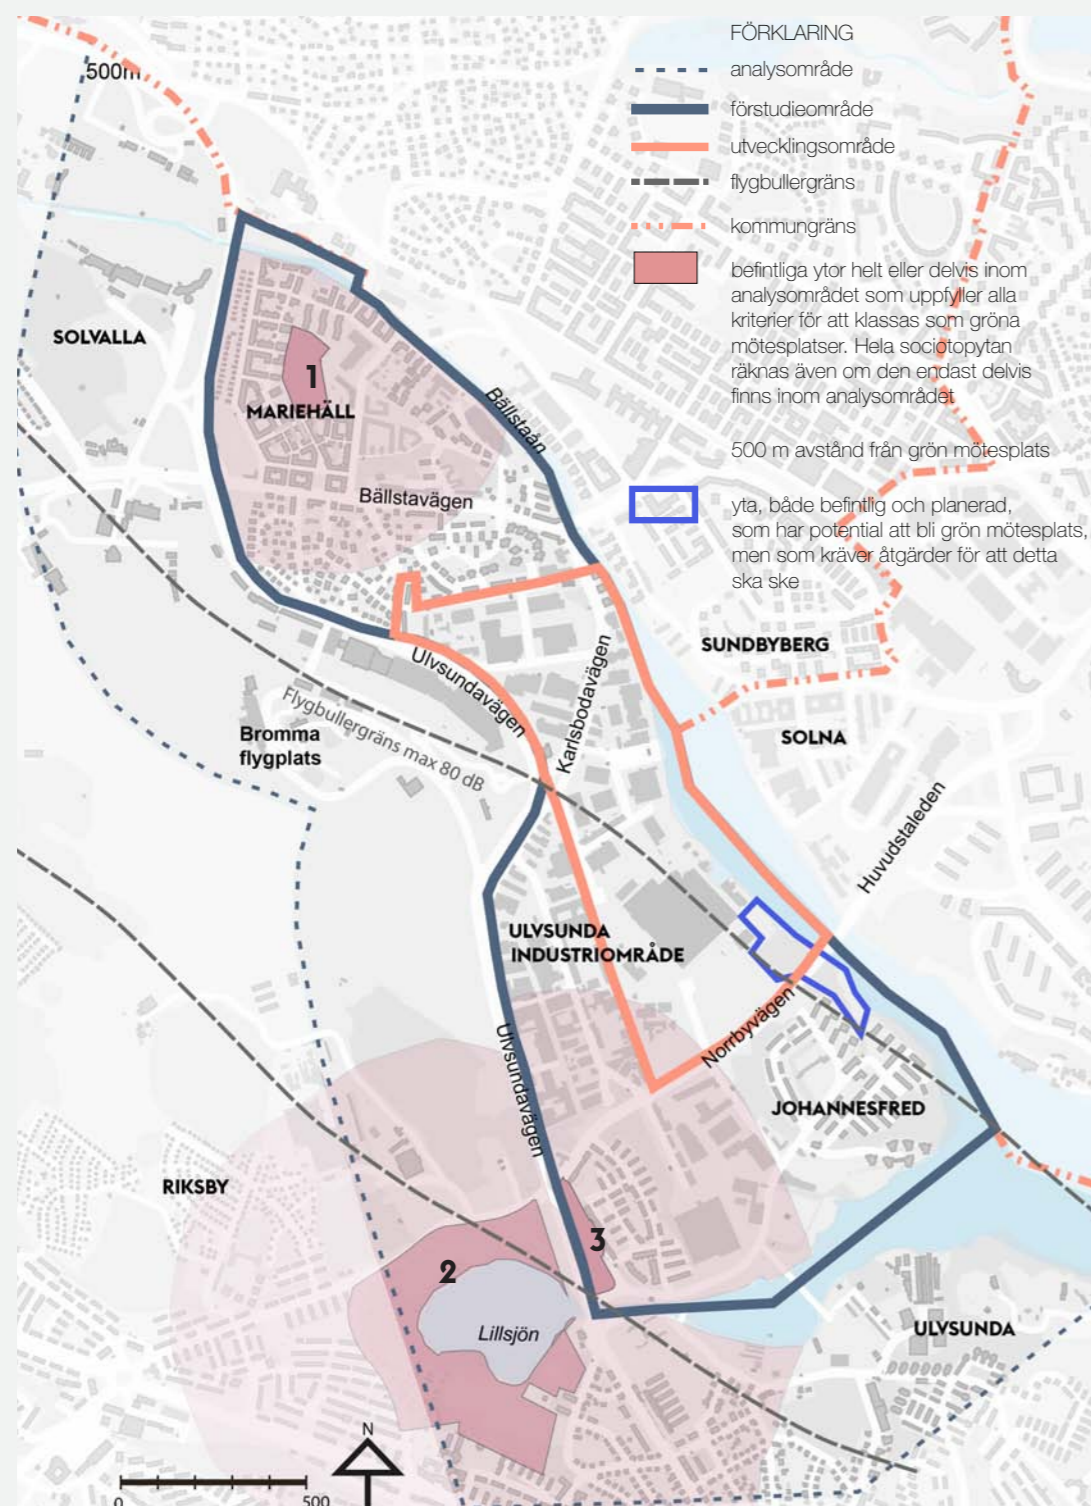 FÖRKLARING
analysområde
förstudieområde
utvecklingsområde
flygbullergräns
kommungräns
befintliga ytor helt eller delvis inom
analysområdet som uppfyller alla
kriterier för att klassas som gröna
mötesplatser. Hela sociotopytan
räknas även om den endast delvis
finns inom analysområdet
500 m avstånd från grön mötesplats
yta, både befintlig och planerad,
som har potential att bli grön mötesplats,
men som kräver åtgärder för att detta
ska ske
500m
SOLVALLA
1
MARIEHÄLL
Bällstaån
Bällstavägen
SUNDBYBERG
Ulvsundavägen
Karlsbodavägen
Flygbullergräns max 80 dB
Bromma
flygplats
SOLNA
Huvudstaleden
ULVSUNDA
INDUSTRIOMRÅDE
Norrbyvägen
Ulvsundavägen
JOHANNESFRED
RIKSBY
2
3
Lillsjön
ULVSUNDA
N
0
500